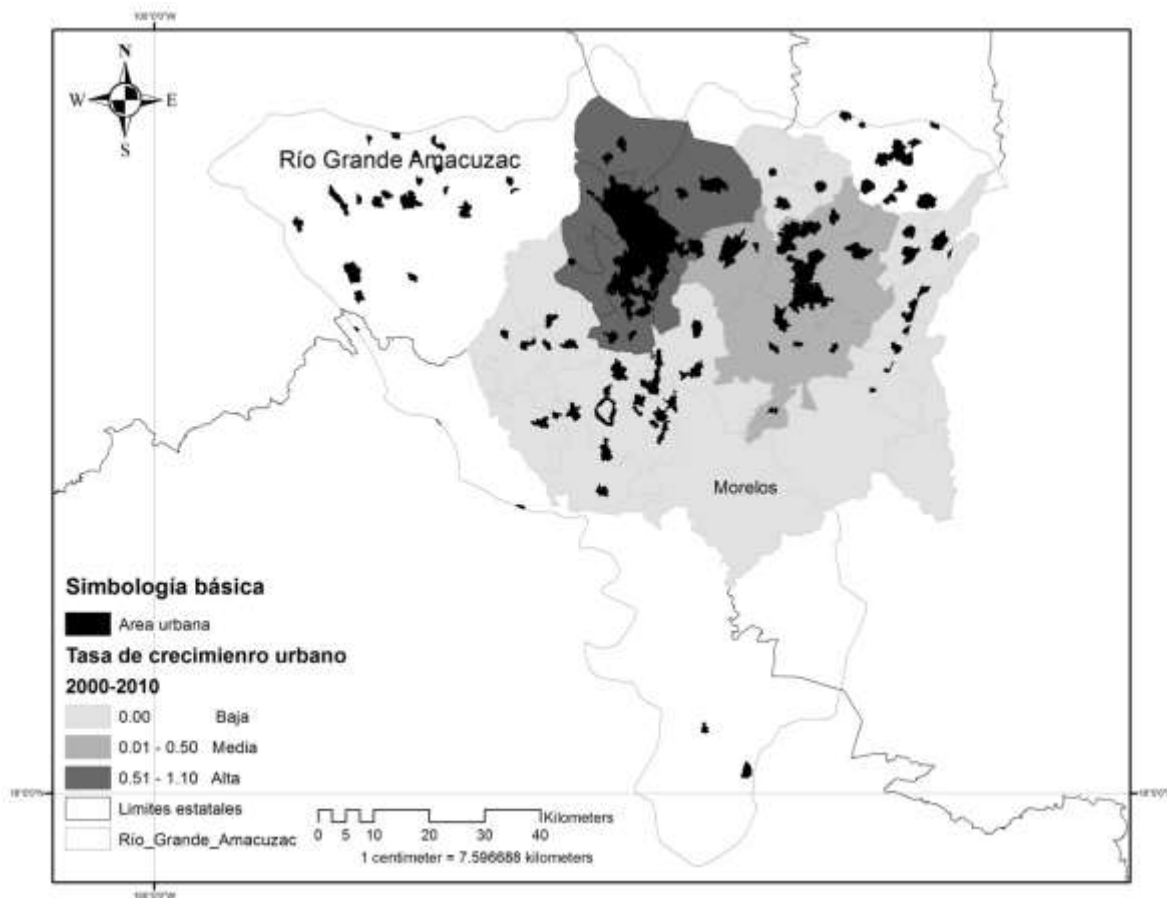 N
W E
S
Río Grande Amacuzac
Morelos
Simbología básica
Area urbana
Tasa de crecimienro urbano
2000-2010
0.00 Baja
0.01 - 0.50 Media
0.51 - 1.10 Alta
Limites estatales
Río_Grande_Amacuzac
Kilometers
0 5 10 20 30 40
1 centimeter = 7.596688 kilometers